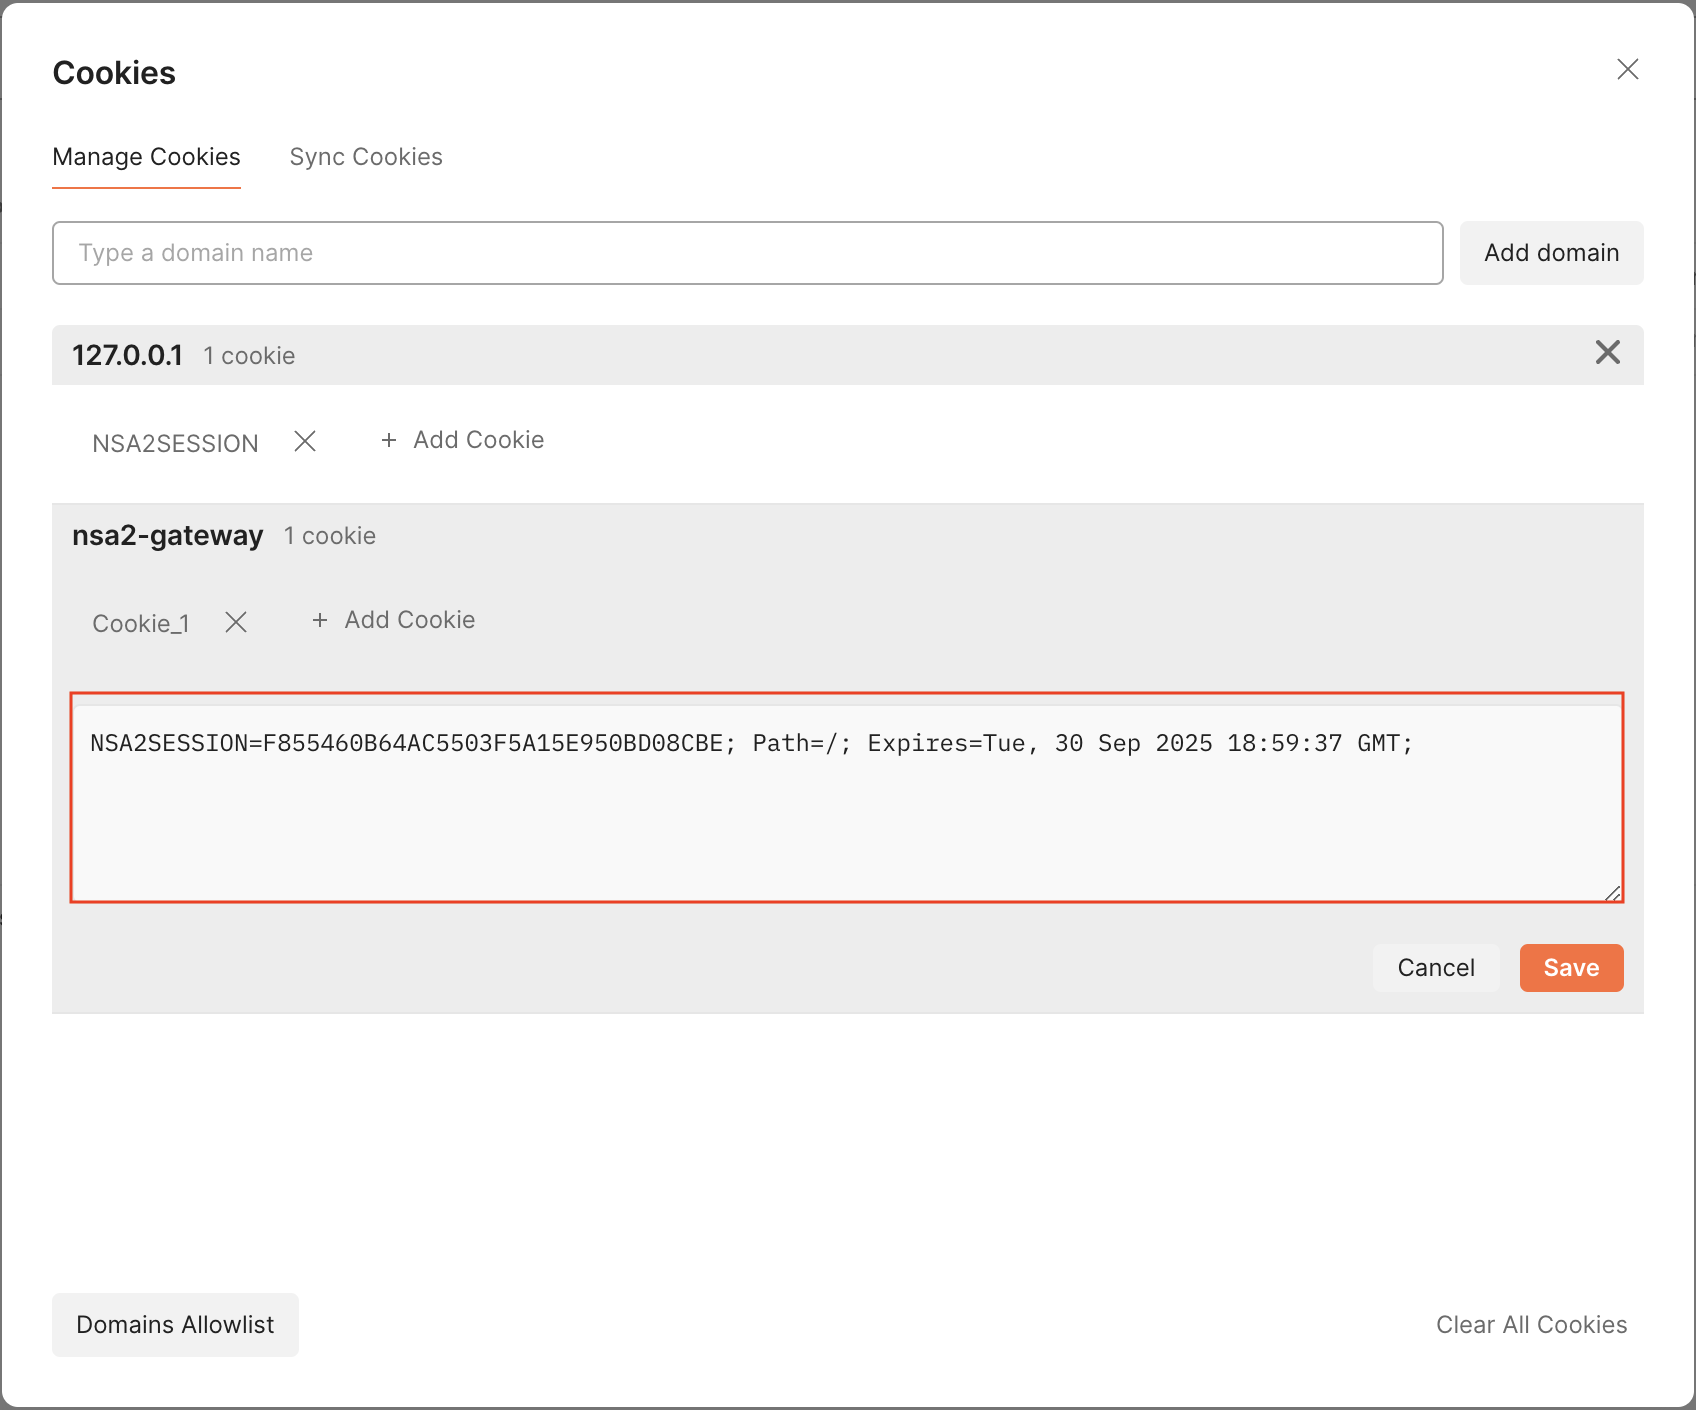 Cookies
Manage Cookies Sync Cookies
Type a domain name Add domain
127.0.0.1 1 cookie
NSA2SESSION + Add Cookie
nsa2-gateway 1 cookie
Cookie_1 + Add Cookie
NSA2SESSION=F855460B64AC5503F5A15E950BD08CBE; Path=/; Expires=Tue, 30 Sep 2025 18:59:37 GMT;
Cancel Save
Domains Allowlist Clear All Cookies